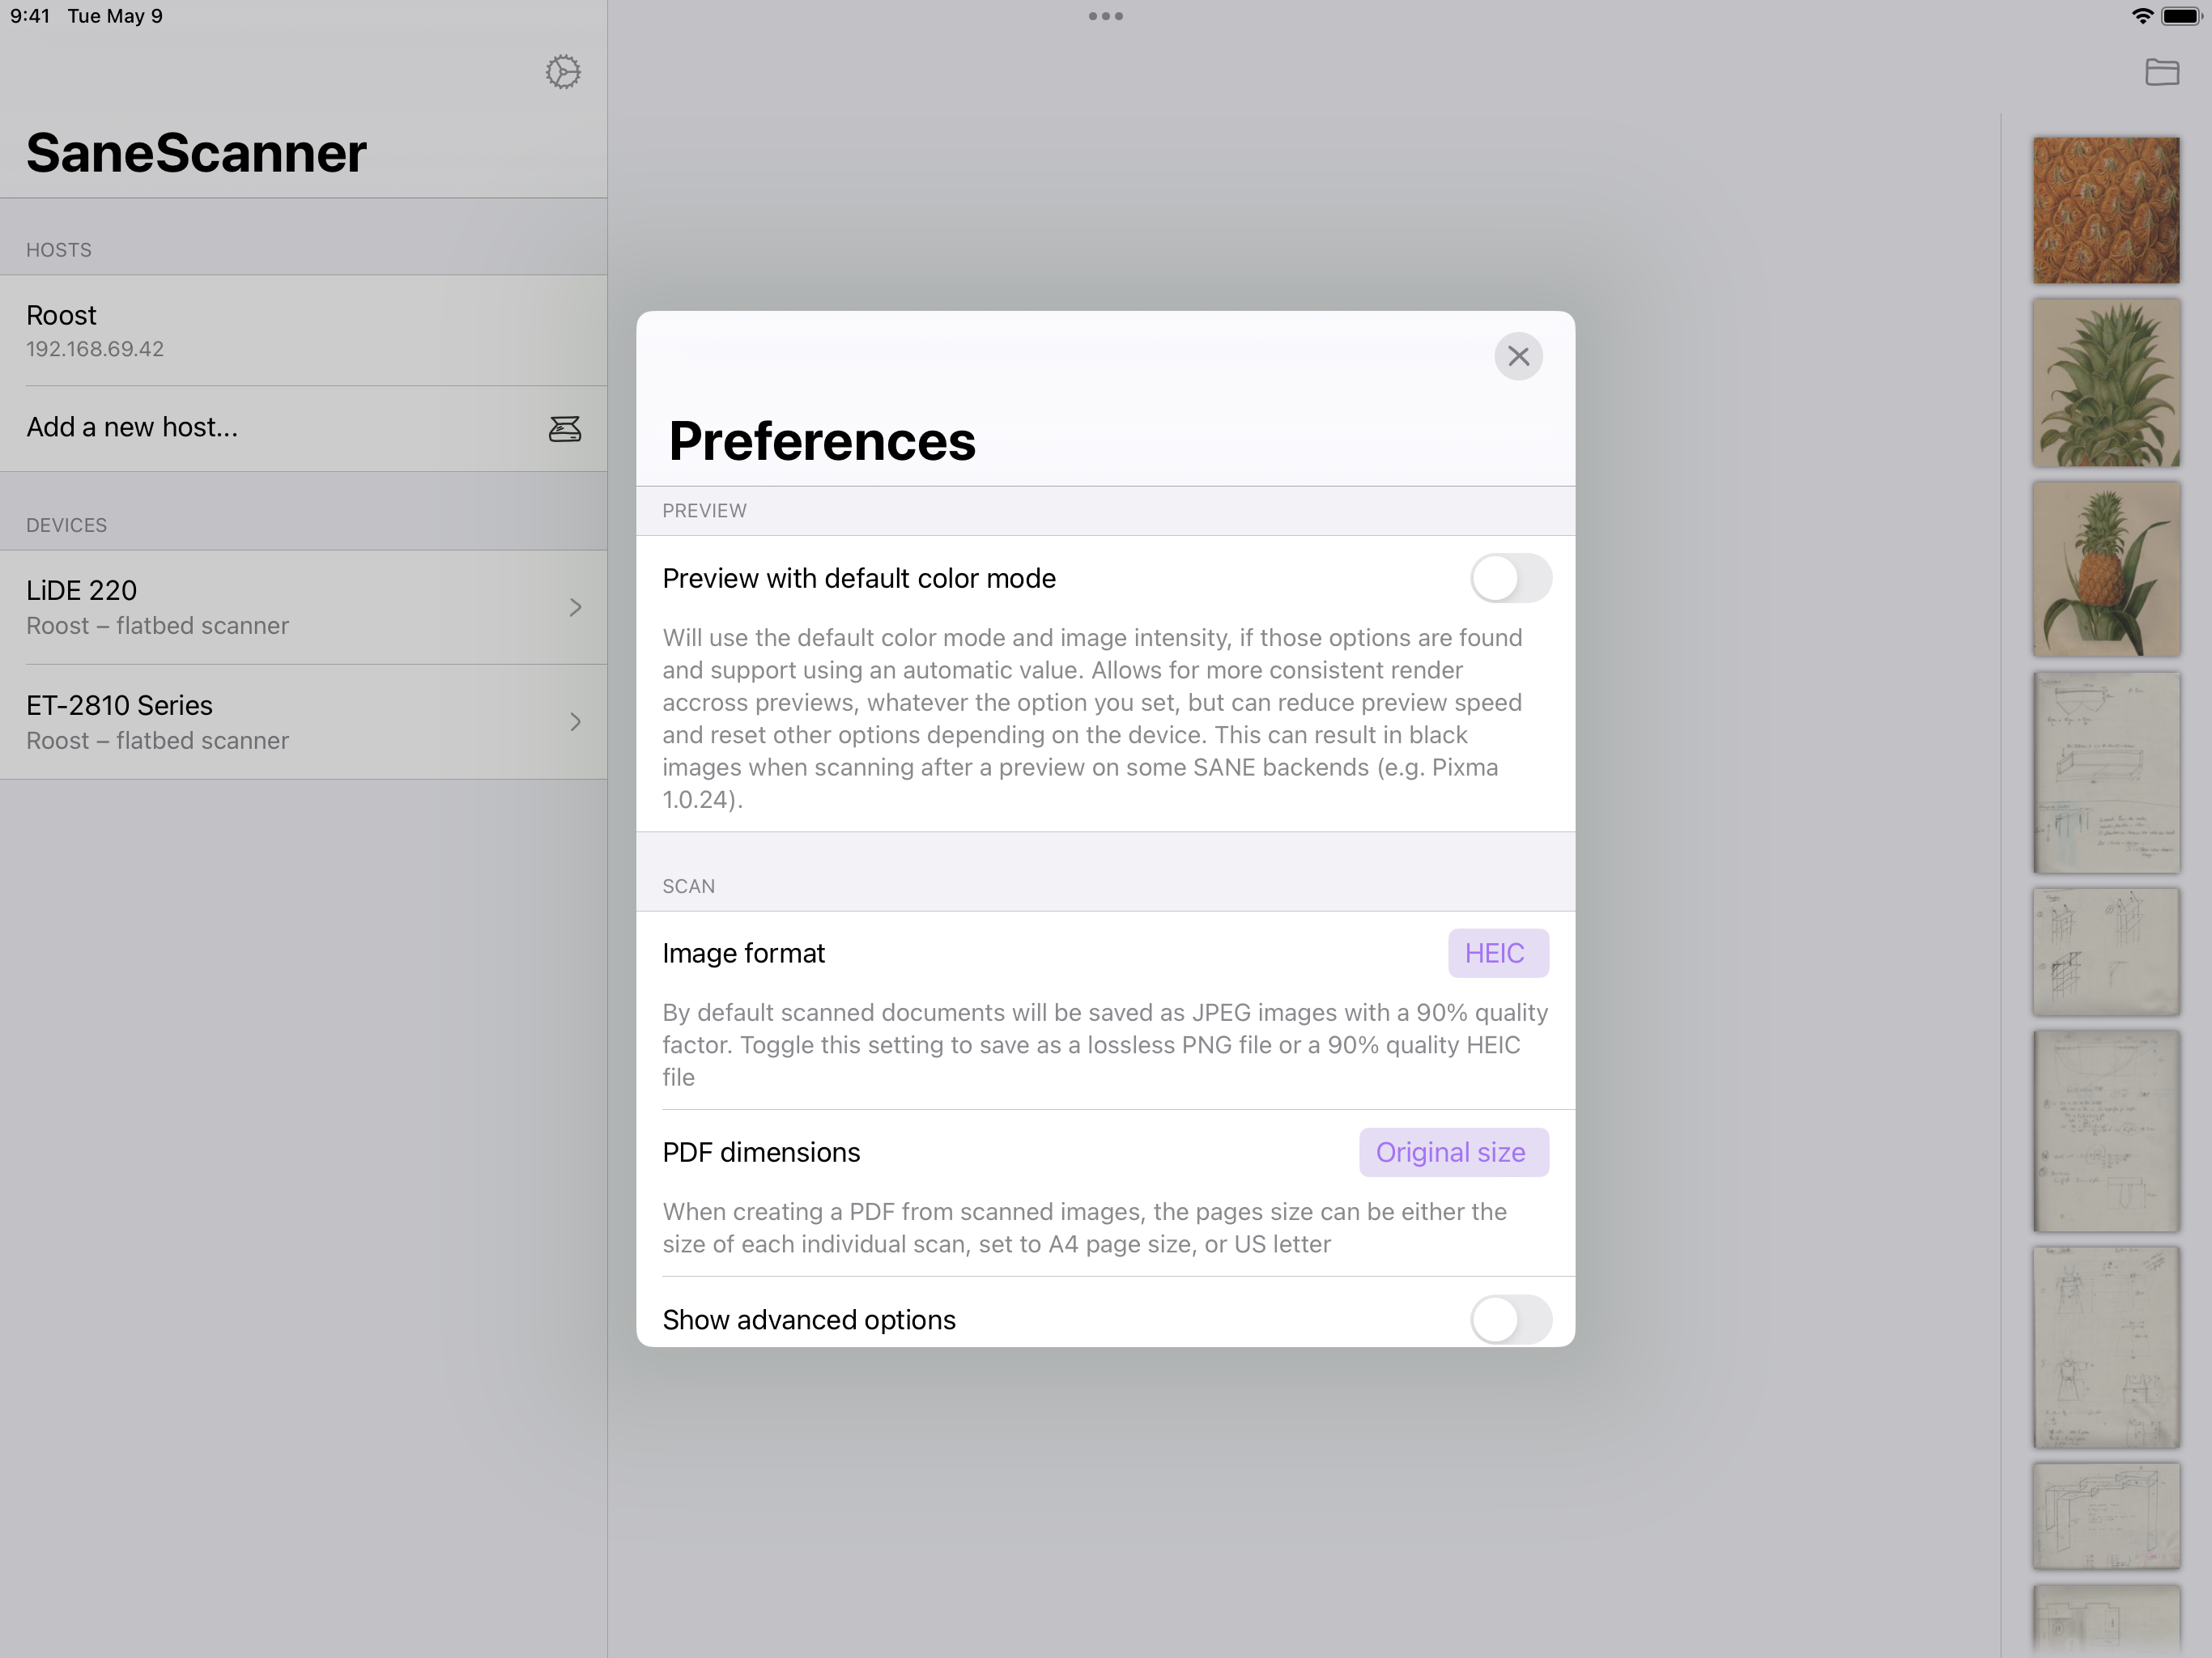 9:41 Tue May 9
SaneScanner
HOSTS
Roost
192.168.69.42
Add a new host...
DEVICES
LiDE 220
Roost – flatbed scanner
ET-2810 Series
Roost – flatbed scanner
Preferences
PREVIEW
Preview with default color mode
Will use the default color mode and image intensity, if those options are found
and support using an automatic value. Allows for more consistent render
accross previews, whatever the option you set, but can reduce preview speed
and reset other options depending on the device. This can result in black
images when scanning after a preview on some SANE backends (e.g. Pixma
1.0.24).
SCAN
Image format
HEIC
By default scanned documents will be saved as JPEG images with a 90% quality
factor. Toggle this setting to save as a lossless PNG file or a 90% quality HEIC
file
PDF dimensions
Original size
When creating a PDF from scanned images, the pages size can be either the
size of each individual scan, set to A4 page size, or US letter
Show advanced options